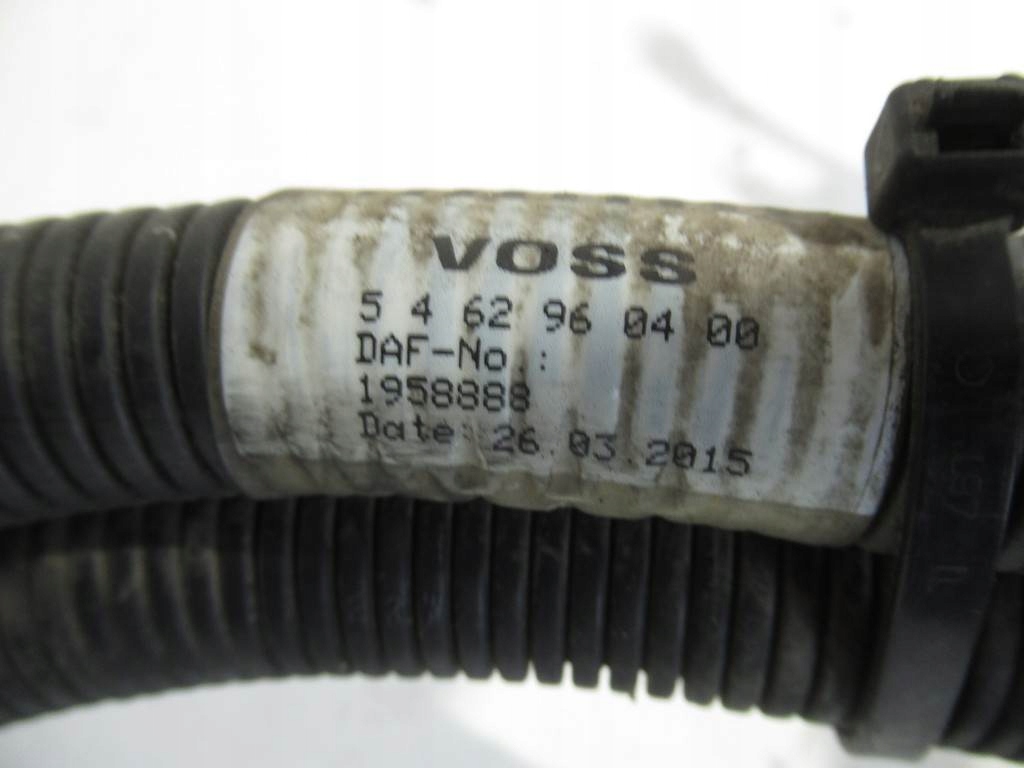 VOSS
5 4 62 96 04 00
DAF-No.:
1958888
Date: 26.03.2015